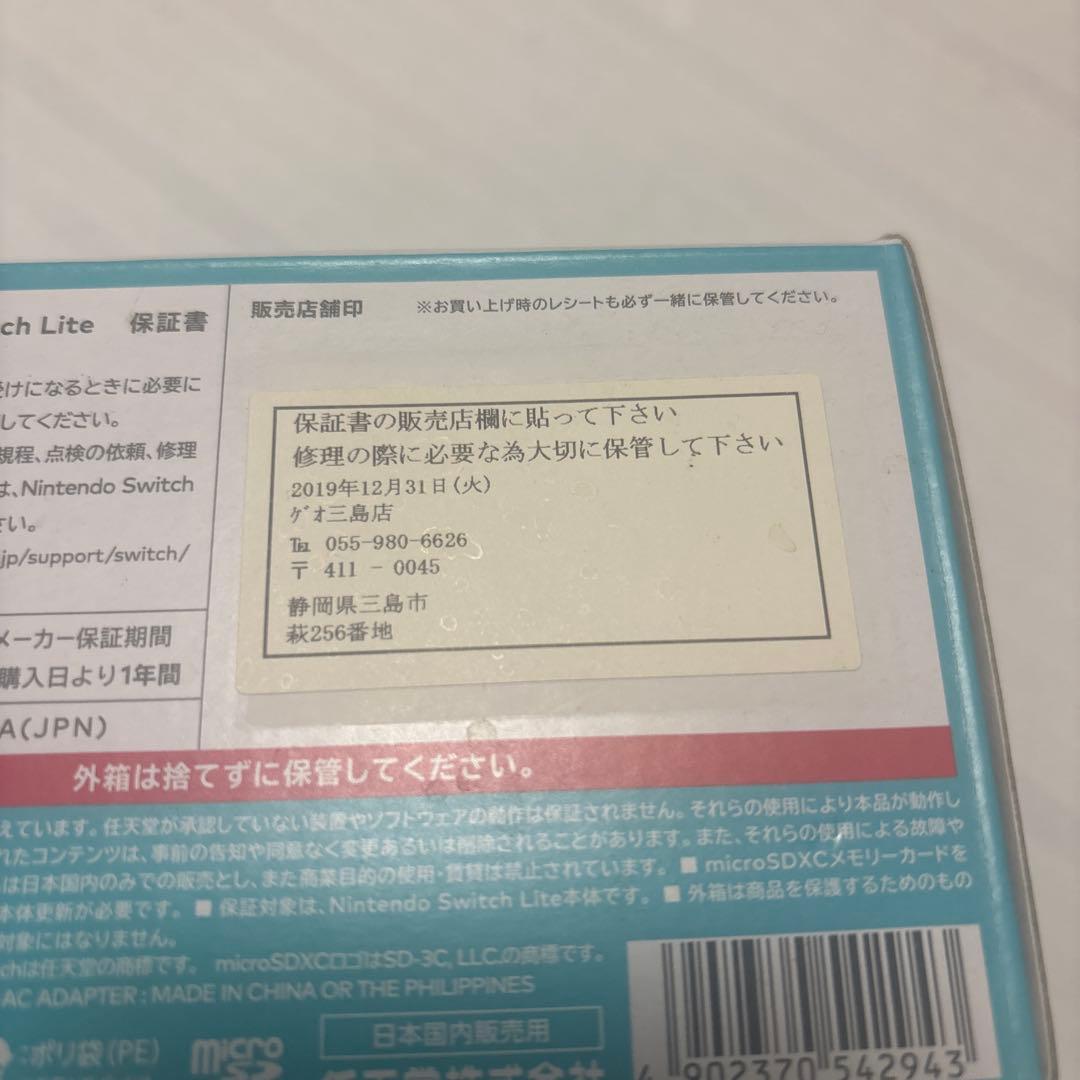 ch Lite 保証書
受けになるときに必要に
してください。
規程、点検の依頼、修理
は、Nintendo Switch
さい。
jp/support/switch/
メーカー保証期間
購入日より1年間
A(JPN)
販売店舗印 ※お買い上げ時のレシートも必ず一緒に保管してください。
保証書の販売店欄に貼って下さい
修理の際に必要な為大切に保管して下さい
2019年12月31日(火)
ｹﾞｵ三島店
℡ 055-980-6626
〒 411 - 0045
静岡県三島市
萩256番地
外箱は捨てずに保管してください。
えています。任天堂が承認していない装置やソフトウェアの動作は保証されません。それらの使用により本品が動作し
れたコンテンツは、事前の告知や同意なく変更あるいは削除されることがあります。また、それらの使用による故障や
は日本国内のみでの販売とし、また商業目的の使用・賃貸は禁止されています。 ■ microSDXCメモリーカードを
本体更新が必要です。 ■ 保証対象は、Nintendo Switch Lite本体です。 ■ 外箱は商品を保護するためのもの
対象にはなりません。
tchは任天堂の商標です。 microSDXCロゴはSD-3C, LLC.の商標です。
AC ADAPTER : MADE IN CHINA OR THE PHILIPPINES
日本国内販売用
:ポリ袋(PE)
micro
任天堂株式会社
4 902370 542943